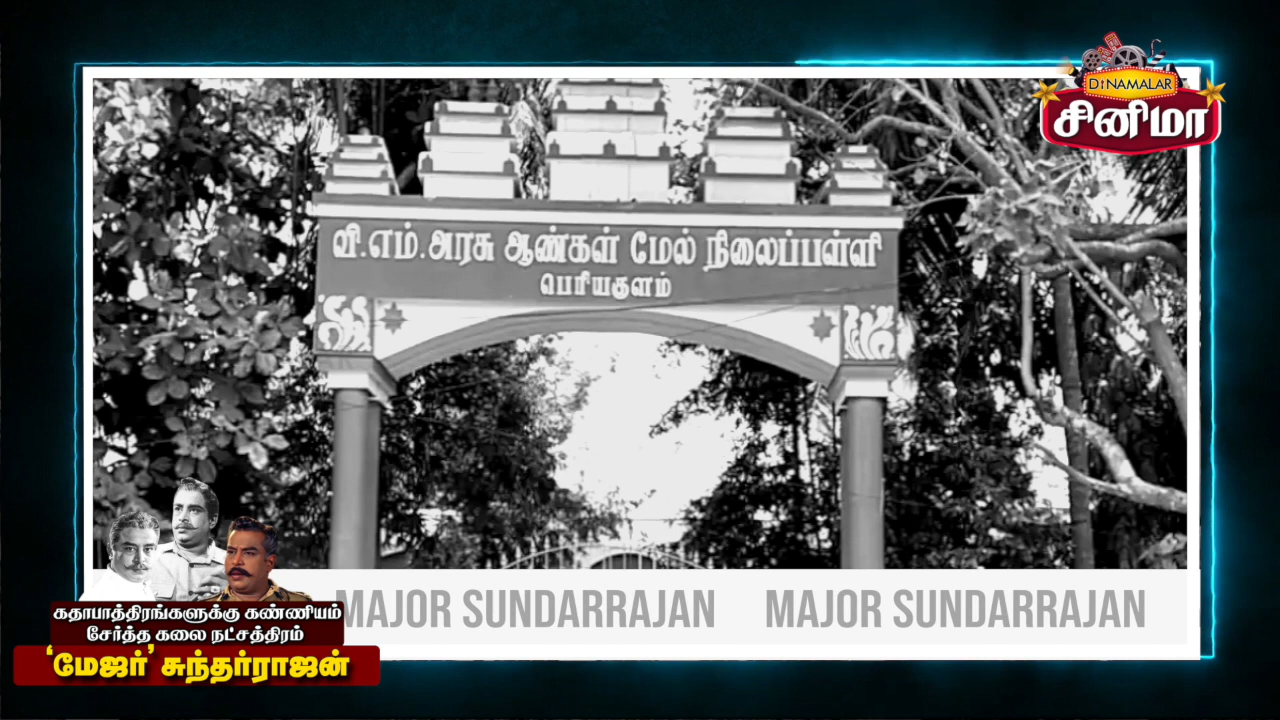 DINAMALAR
சினிமா
வி.எம்.அரசு ஆண்கள் மேல் நிலைப்பள்ளி
பெரியகுளம்
MAJOR SUNDARRAJAN MAJOR SUNDARRAJAN
கதாபாத்திரங்களுக்கு கண்ணியம்
சேர்த்த கலை நட்சத்திரம்
‘மேஜர்’ சுந்தர்ராஜன்